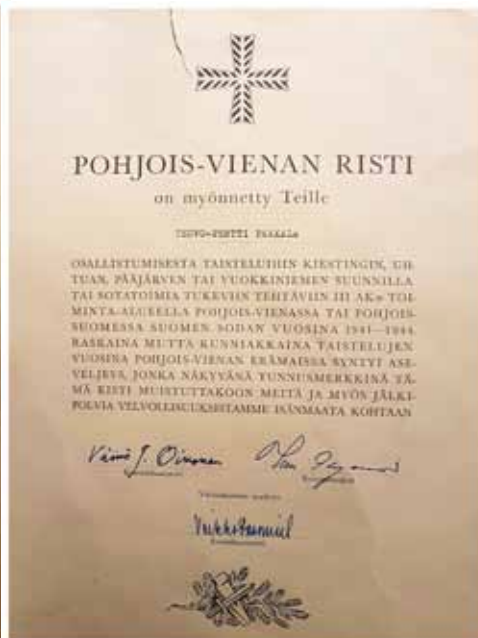 POHJOIS-VIENAN RISTI
on myönnetty Teille
OSALLISTUMISESTA TAISTELUIHIN KIESTINGIN, UH-
TUAN, PÄÄJÄRVEN TAI VUOKKINIEMEN SUUNNILLA
TAI SOTATOIMIA TUKEVIIN TEHTÄVIIN III AK:n TOI-
MINTA-ALUEELLA POHJOIS-VIENASSA TAI POHJOIS-
SUOMESSA SUOMEN SODAN VUOSINA 1941—1944.
RASKAINA MUTTA KUNNIAKKAINA TAISTELUJEN
VUOSINA POHJOIS-VIENAN ERÄMAISSA SYNTYI ASE-
VELJEYS, JONKA NÄKYVÄNÄ TUNNUSMERKKINÄ TÄ-
MÄ RISTI MUISTUTTAKOON MEITÄ JA MYÖS JÄLKI-
POLVIA VELVOLLISUUKSISTAMME ISÄNMAATA KOHTAAN
Väinö J. Oinonen